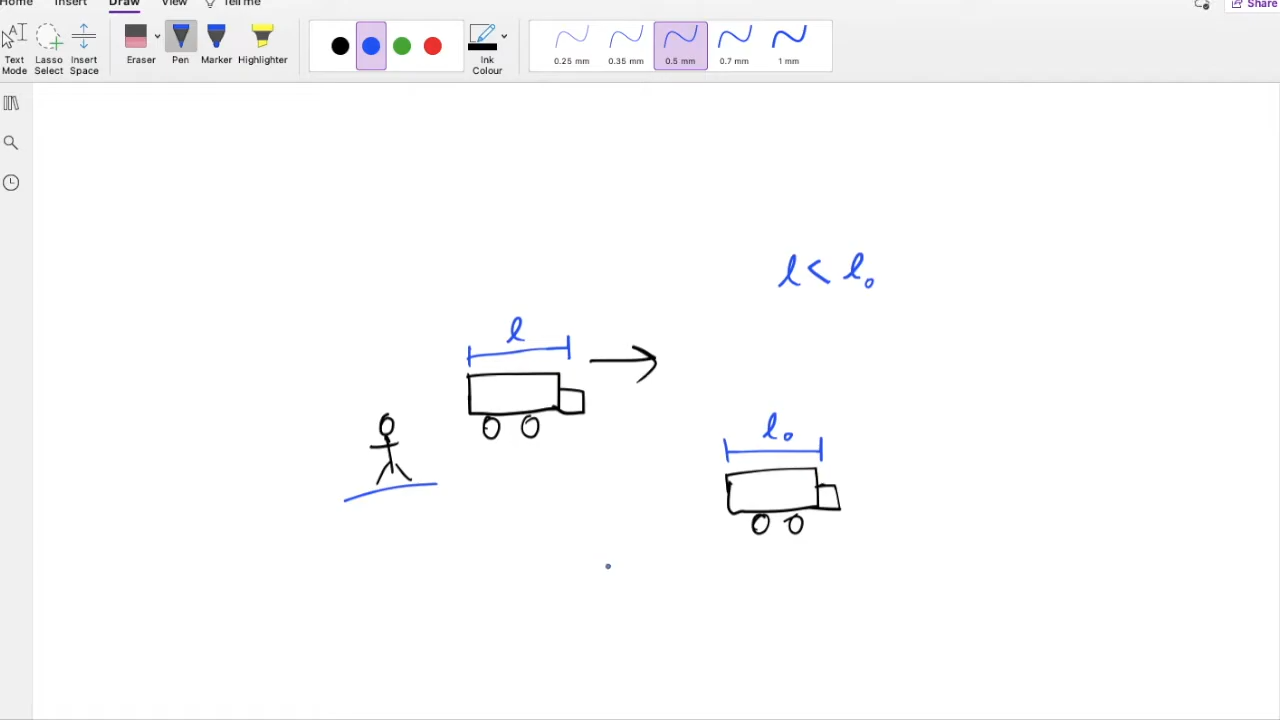 Home Insert Draw View Tell me Share
Text Mode Lasso Select Insert Space Eraser Pen Marker Highlighter Ink Colour 0.25 mm 0.35 mm 0.5 mm 0.7 mm 1 mm
l < l₀
l
l₀